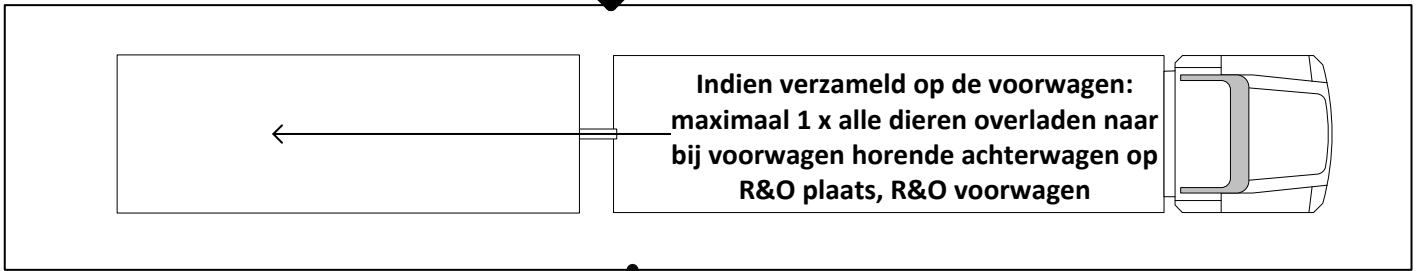 Indien verzameld op de voorwagen:
maximaal 1 x alle dieren overladen naar
bij voorwagen horende achterwagen op
R&O plaats, R&O voorwagen